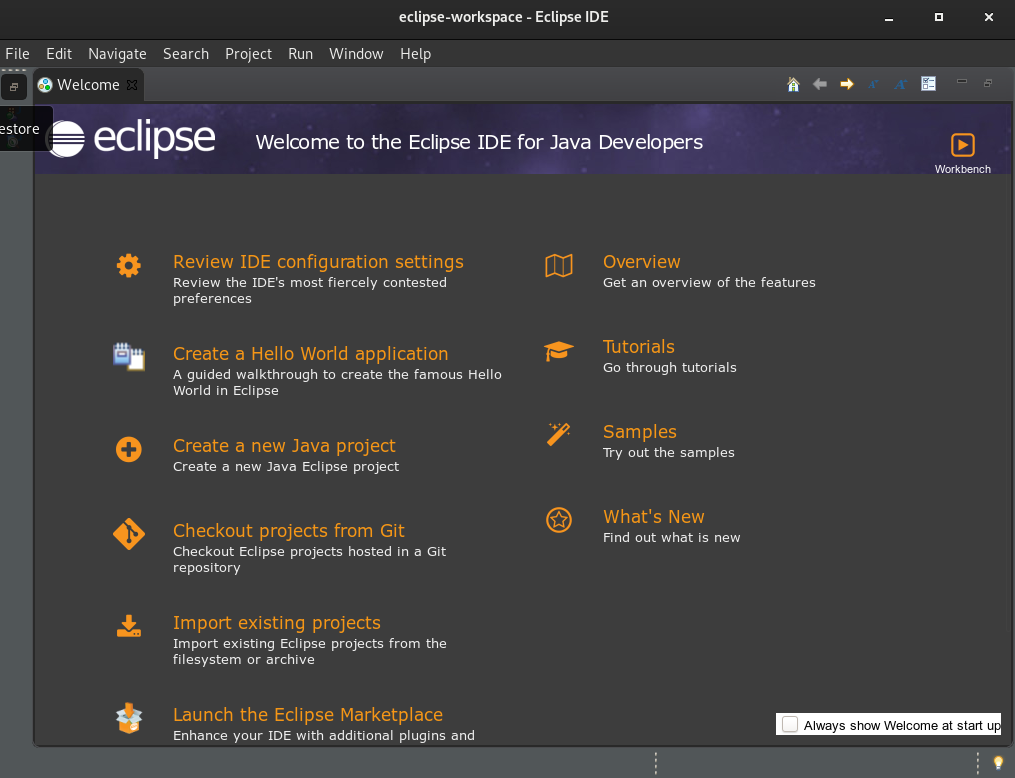 eclipse-workspace - Eclipse IDE
File Edit Navigate Search Project Run Window Help
Welcome
estore
eclipse
Welcome to the Eclipse IDE for Java Developers
Workbench
Review IDE configuration settings
Review the IDE's most fiercely contested
preferences
Create a Hello World application
A guided walkthrough to create the famous Hello
World in Eclipse
Create a new Java project
Create a new Java Eclipse project
Checkout projects from Git
Checkout Eclipse projects hosted in a Git
repository
Import existing projects
Import existing Eclipse projects from the
filesystem or archive
Launch the Eclipse Marketplace
Enhance your IDE with additional plugins and
Overview
Get an overview of the features
Tutorials
Go through tutorials
Samples
Try out the samples
What's New
Find out what is new
Always show Welcome at start up